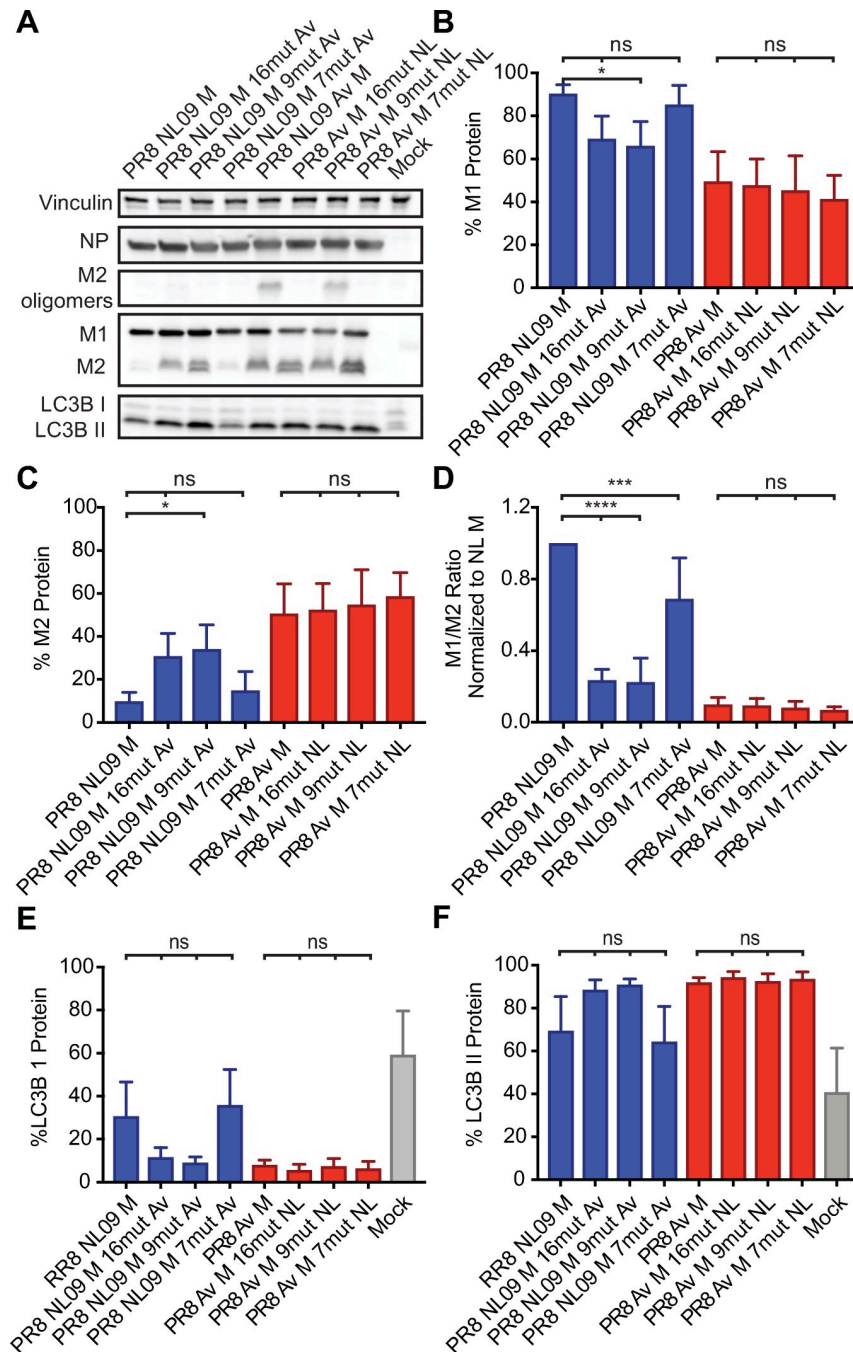 A
PR8 NL09 M
PR8 NL09 M 16mut Av
PR8 NL09 M 9mut Av
PR8 NL09 M 7mut Av
PR8 NL09 Av M
PR8 Av M 16mut NL
PR8 Av M 9mut NL
PR8 Av M 7mut NL
Mock
Vinculin
NP
M2
oligomers
M1
M2
LC3B I
LC3B II
B
ns
ns
*
100
80
60
40
20
0
% M1 Protein
PR8 NL09 M
PR8 NL09 M 16mut Av
PR8 NL09 M 9mut Av
PR8 NL09 M 7mut Av
PR8 Av M
PR8 Av M 16mut NL
PR8 Av M 9mut NL
PR8 Av M 7mut NL
C
ns
ns
*
100
80
60
40
20
0
% M2 Protein
PR8 NL09 M
PR8 NL09 M 16mut Av
PR8 NL09 M 9mut Av
PR8 NL09 M 7mut Av
PR8 Av M
PR8 Av M 16mut NL
PR8 Av M 9mut NL
PR8 Av M 7mut NL
D
***
ns
****
1.2
0.8
0.4
0.0
M1/M2 Ratio
Normalized to NL M
PR8 NL09 M
PR8 NL09 M 16mut Av
PR8 NL09 M 9mut Av
PR8 NL09 M 7mut Av
PR8 Av M
PR8 Av M 16mut NL
PR8 Av M 9mut NL
PR8 Av M 7mut NL
E
ns
ns
100
80
60
40
20
0
%LC3B 1 Protein
RR8 NL09 M
PR8 NL09 M 16mut Av
PR8 NL09 M 9mut Av
PR8 NL09 M 7mut Av
PR8 Av M
PR8 Av M 16mut NL
PR8 Av M 9mut NL
PR8 Av M 7mut NL
Mock
F
ns
ns
100
80
60
40
20
0
% LC3B II Protein
RR8 NL09 M
PR8 NL09 M 16mut Av
PR8 NL09 M 9mut Av
PR8 NL09 M 7mut Av
PR8 Av M
PR8 Av M 16mut NL
PR8 Av M 9mut NL
PR8 Av M 7mut NL
Mock